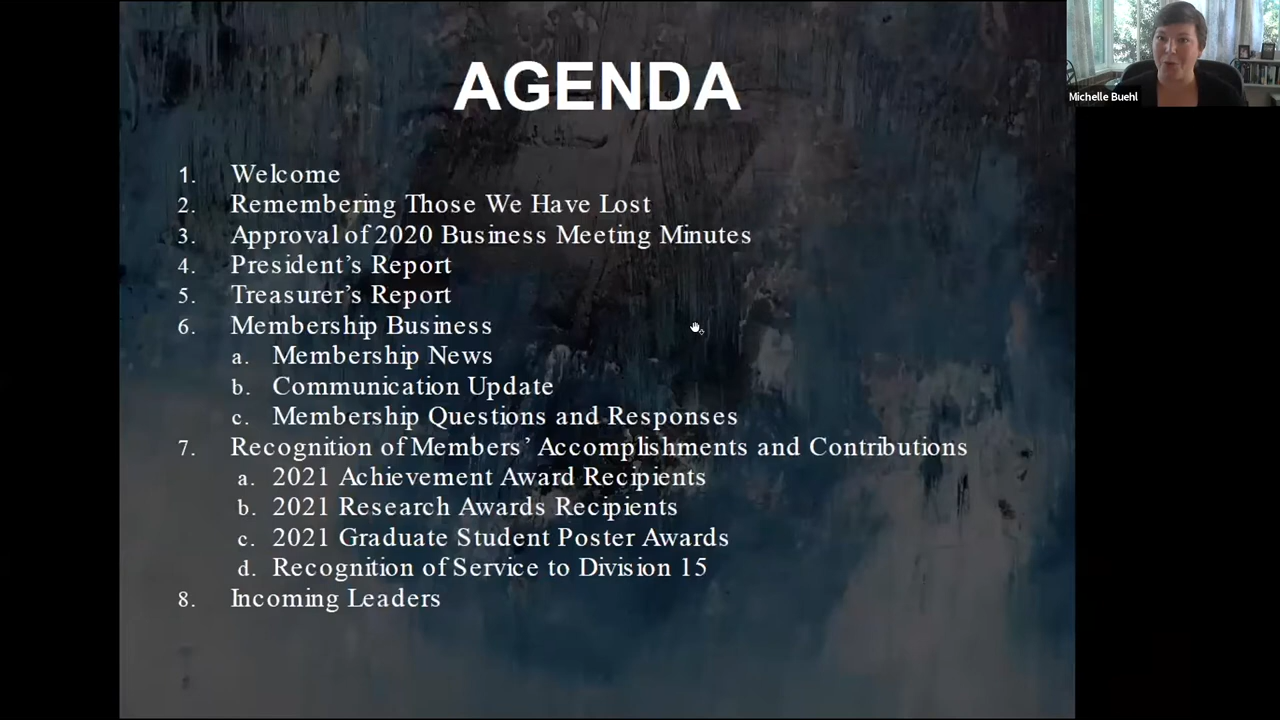 AGENDA
Michelle Buehl
1. Welcome
2. Remembering Those We Have Lost
3. Approval of 2020 Business Meeting Minutes
4. President’s Report
5. Treasurer’s Report
6. Membership Business
a. Membership News
b. Communication Update
c. Membership Questions and Responses
7. Recognition of Members’ Accomplishments and Contributions
a. 2021 Achievement Award Recipients
b. 2021 Research Awards Recipients
c. 2021 Graduate Student Poster Awards
d. Recognition of Service to Division 15
8. Incoming Leaders